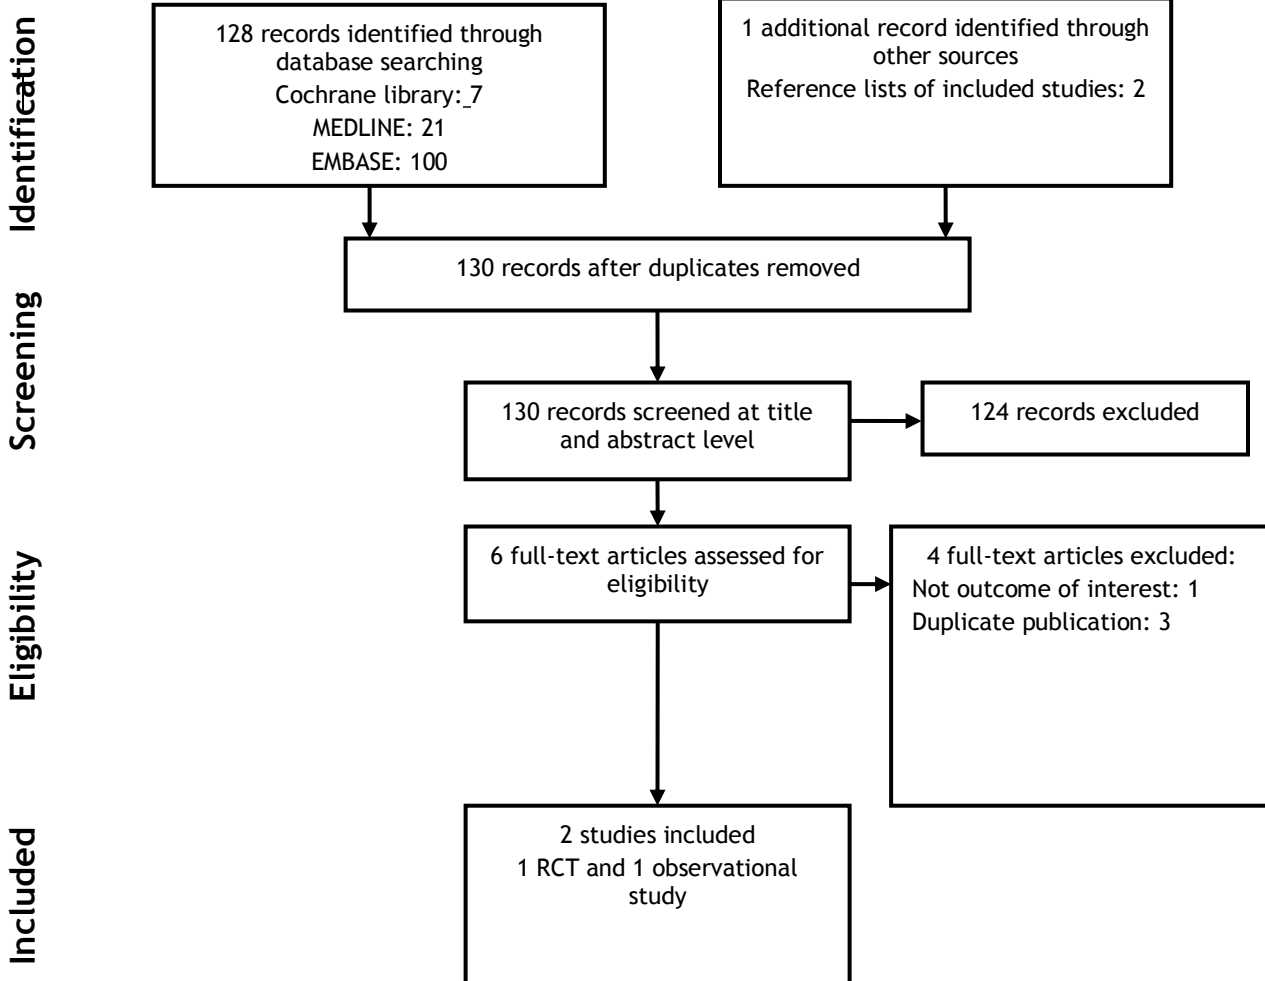 Identification
128 records identified through
database searching
Cochrane library: 7
MEDLINE: 21
EMBASE: 100
1 additional record identified through
other sources
Reference lists of included studies: 2
130 records after duplicates removed
Screening
130 records screened at title
and abstract level
124 records excluded
Eligibility
6 full-text articles assessed for
eligibility
4 full-text articles excluded:
Not outcome of interest: 1
Duplicate publication: 3
Included
2 studies included
1 RCT and 1 observational
study